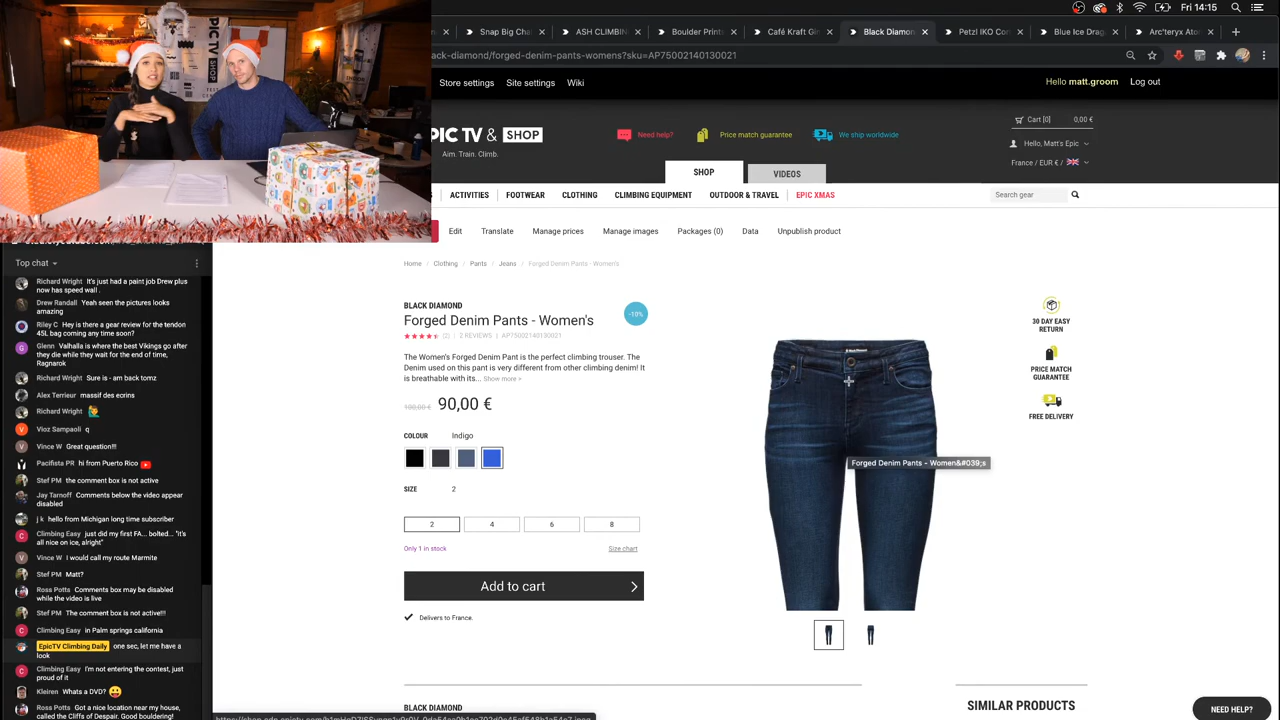 Snap Big Chal
ASH CLIMBIN
Boulder Print
Café Kraft C
Black Diamon
Petzl IKO Cor
Blue Ice Drag
Arc'teryx Ato
ack-diamond/forged-denim-pants-womens?sku=AP75002140130021
Store settings
Site settings
Wiki
Hello matt.groom
Log out
PIC TV & SHOP
Aim. Train. Climb.
Need help?
Price match guarantee
We ship worldwide
Cart [0]
0,00 €
Hello, Matt's Epic
France / EUR € /
SHOP
VIDEOS
ACTIVITIES
FOOTWEAR
CLOTHING
CLIMBING EQUIPMENT
OUTDOOR & TRAVEL
EPIC XMAS
Search gear
Edit
Translate
Manage prices
Manage images
Packages (0)
Data
Unpublish product
Home / Clothing / Pants / Jeans / Forged Denim Pants - Women's
BLACK DIAMOND
Forged Denim Pants - Women's
-10%
(2) | 2 REVIEWS | AP75002140130021
The Women's Forged Denim Pant is the perfect climbing trouser. The
Denim used on this pant is very different from other climbing denim! It
is breathable with its... Show more >
100,00 € 90,00 €
COLOUR Indigo
SIZE 2
2 4 6 8
Only 1 in stock
Size chart
Add to cart
Delivers to France.
Forged Denim Pants - Women&#039;s
30 DAY EASY
RETURN
PRICE MATCH
GUARANTEE
FREE DELIVERY
BLACK DIAMOND
SIMILAR PRODUCTS
NEED HELP?
Top chat
Richard Wright It's just had a paint job Drew plus
now has speed wall .
Drew Randall Yeah seen the pictures looks
amazing
Riley C Hey is there a gear review for the tendon
45L bag coming any time soon?
Glenn Valhalla is where the best Vikings go after
they die while they wait for the end of time,
Ragnarok
Richard Wright Sure is - am back tomz
Alex Terrieur massif des ecrins
Richard Wright
Vioz Sampaoli q
Vince W Great question!!!
Pacifista PR hi from Puerto Rico
Stef PM the comment box is not active
Jay Tarnoff Comments below the video appear
disabled
j k hello from Michigan long time subscriber
Climbing Easy just did my first FA... bolted... "it's
all nice on ice, alright"
Vince W I would call my route Marmite
Stef PM Matt?
Ross Potts Comments box may be disabled
while the video is live
Stef PM The comment box is not active!!!
Climbing Easy in Palm springs california
EpicTV Climbing Daily one sec, let me have a
look
Climbing Easy I'm not entering the contest, just
proud of it
Kleiren Whats a DVD? 😛
Ross Potts Got a nice location near my house,
called the Cliffs of Despair. Good bouldering!